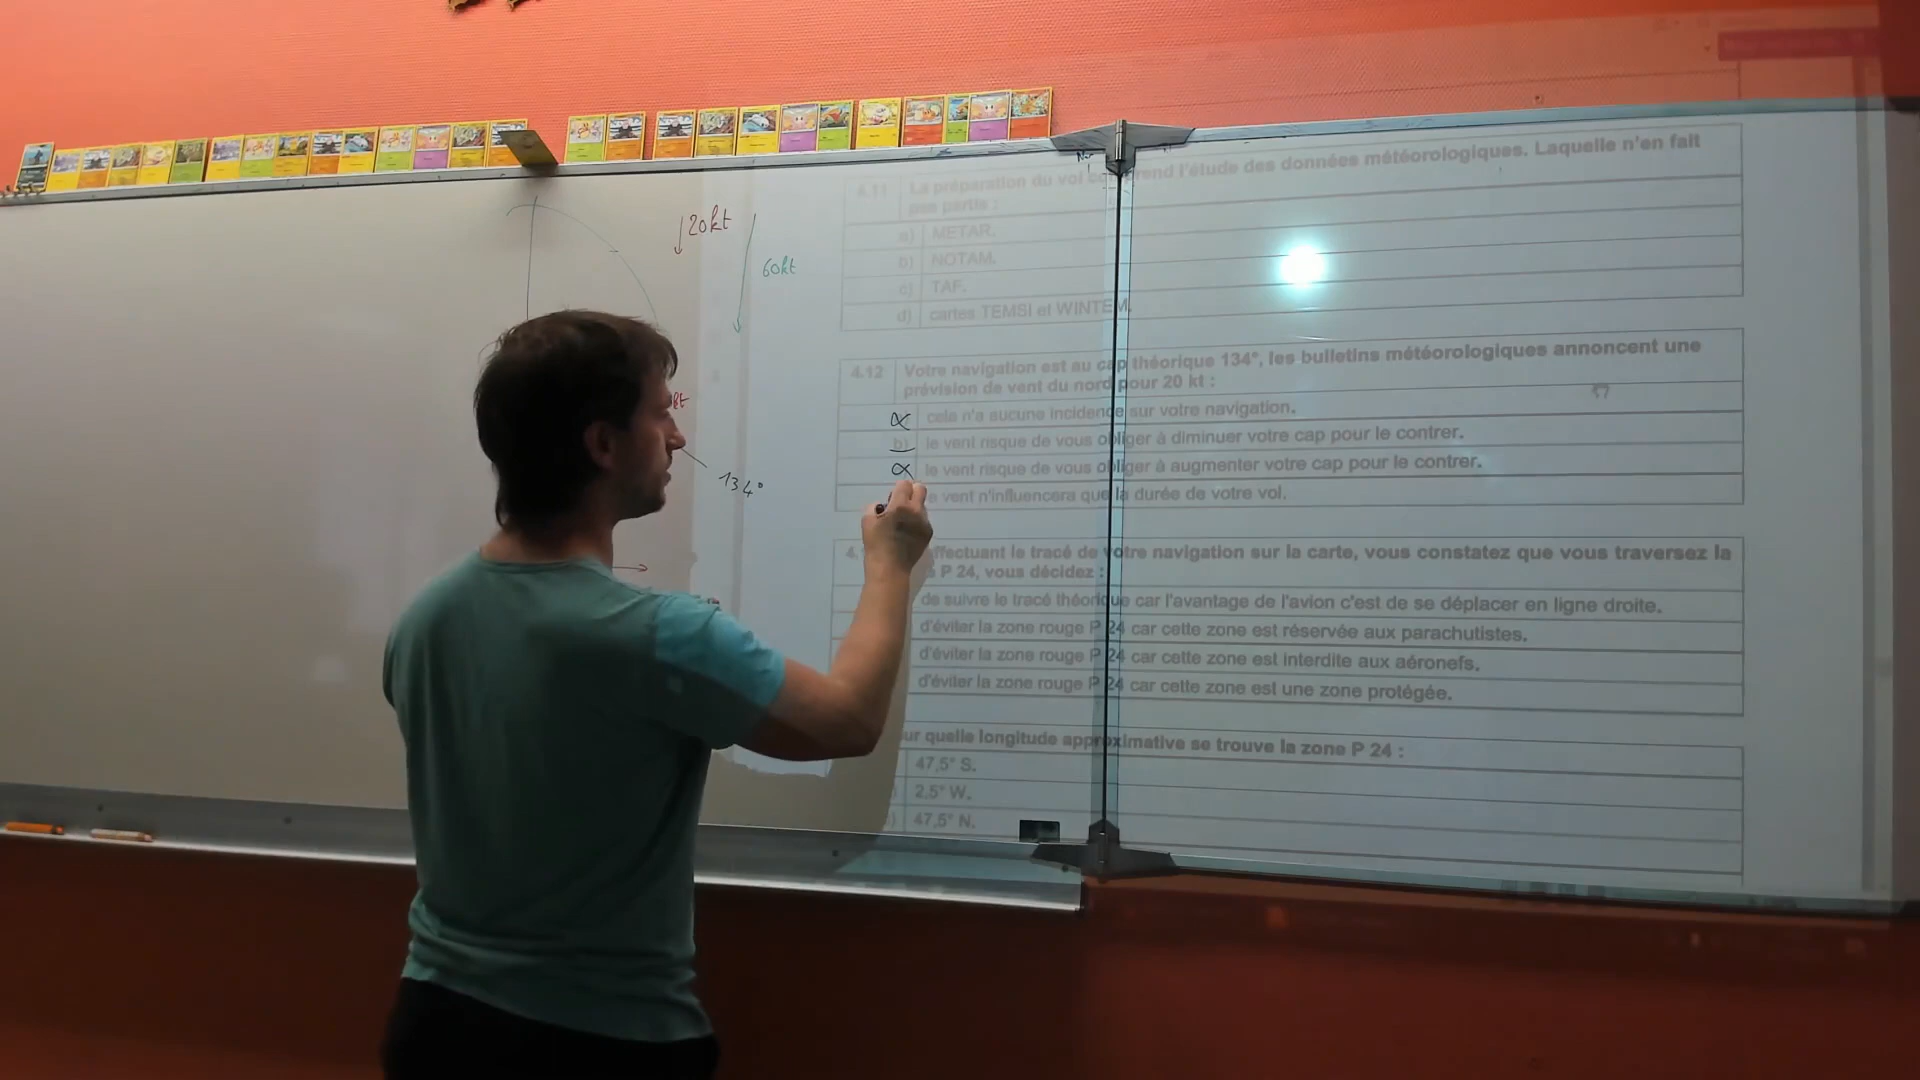 20kt
60kt
kt
134°
4.11 La préparation du vol comprend l'étude des données météorologiques. Laquelle n'en fait
pas partie :
a) METAR.
b) NOTAM.
c) TAF.
d) cartes TEMSI et WINTEM.
4.12 Votre navigation est au cap théorique 134°, les bulletins météorologiques annoncent une
prévision de vent du nord pour 20 kt :
cela n'a aucune incidence sur votre navigation.
b) le vent risque de vous obliger à diminuer votre cap pour le contrer.
le vent risque de vous obliger à augmenter votre cap pour le contrer.
e vent n'influencera que la durée de votre vol.
4. ffectuant le tracé de votre navigation sur la carte, vous constatez que vous traversez la
P 24, vous décidez :
de suivre le tracé théorique car l'avantage de l'avion c'est de se déplacer en ligne droite.
d'éviter la zone rouge P 24 car cette zone est réservée aux parachutistes.
d'éviter la zone rouge P 24 car cette zone est interdite aux aéronefs.
d'éviter la zone rouge P 24 car cette zone est une zone protégée.
ur quelle longitude approximative se trouve la zone P 24 :
47,5° S.
2,5° W.
) 47,5° N.